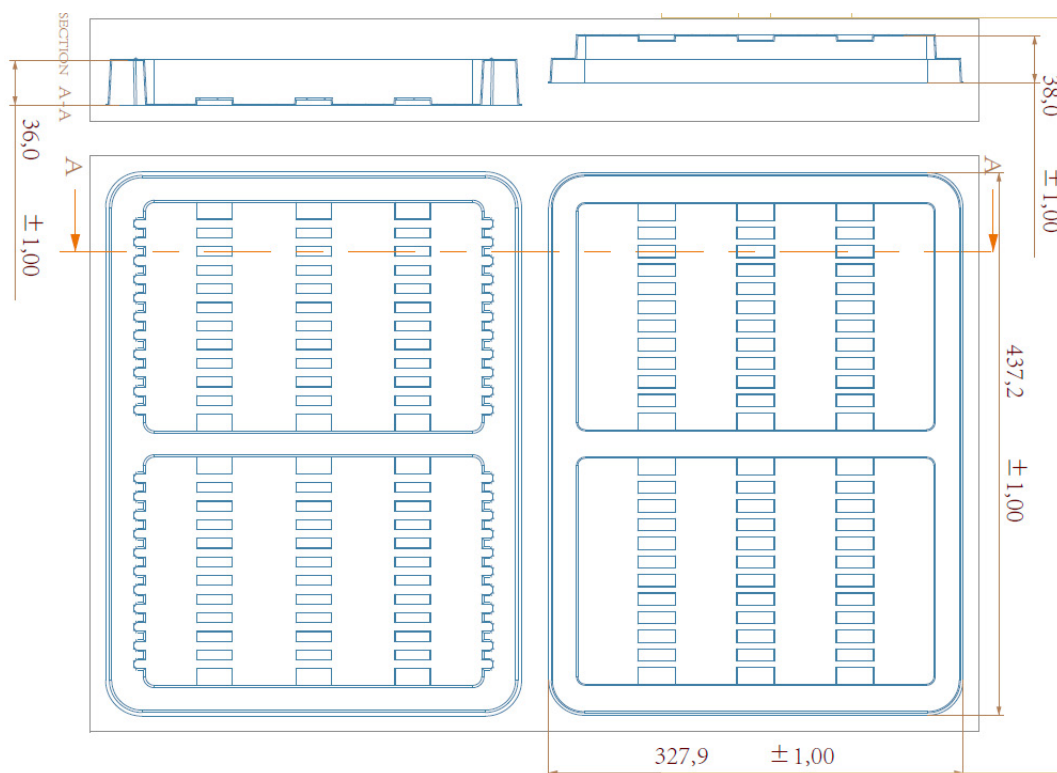 SECTION A-A
36,0 ±1,00
A
A
38,0 ±1,00
437,2 ±1,00
327,9 ±1,00